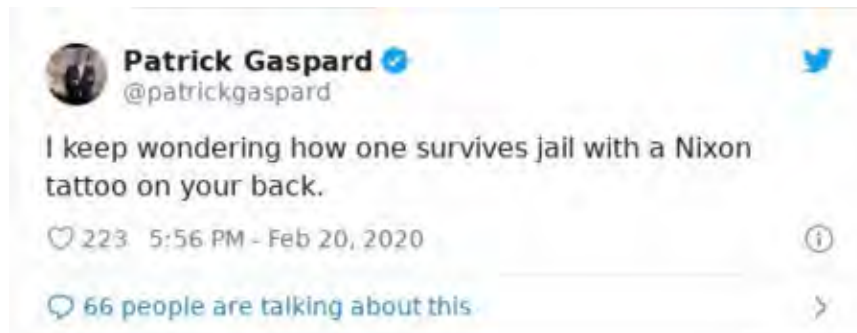 Patrick Gaspard
@patrickgaspard
I keep wondering how one survives jail with a Nixon
tattoo on your back.
223 5:56 PM - Feb 20, 2020
66 people are talking about this